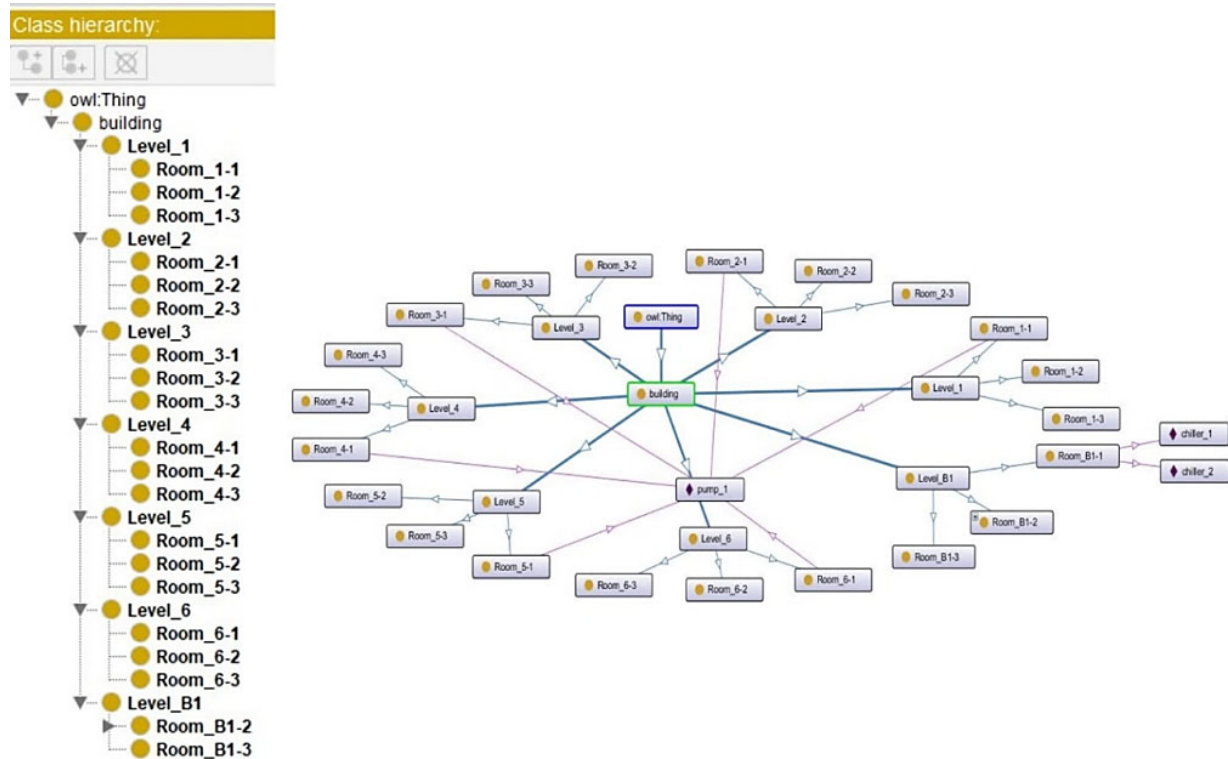 Class hierarchy:
owl:Thing
building
Level_1
Room_1-1
Room_1-2
Room_1-3
Level_2
Room_2-1
Room_2-2
Room_2-3
Level_3
Room_3-1
Room_3-2
Room_3-3
Level_4
Room_4-1
Room_4-2
Room_4-3
Level_5
Room_5-1
Room_5-2
Room_5-3
Level_6
Room_6-1
Room_6-2
Room_6-3
Level_B1
Room_B1-2
Room_B1-3
Room_2-1
Room_3-2
Room_2-2
Room_3-3
Room_2-3
Room_3-1
owl:Thing
Level_2
Level_3
Room_1-1
Room_4-3
Room_1-2
Level_1
building
Room_4-2
Level_4
Room_1-3
chiller_1
Room_4-1
Room_B1-1
chiller_2
Level_B1
pump_1
Room_5-2
Level_5
Room_B1-2
Room_5-3
Level_6
Room_B1-3
Room_5-1
Room_6-1
Room_6-3
Room_6-2